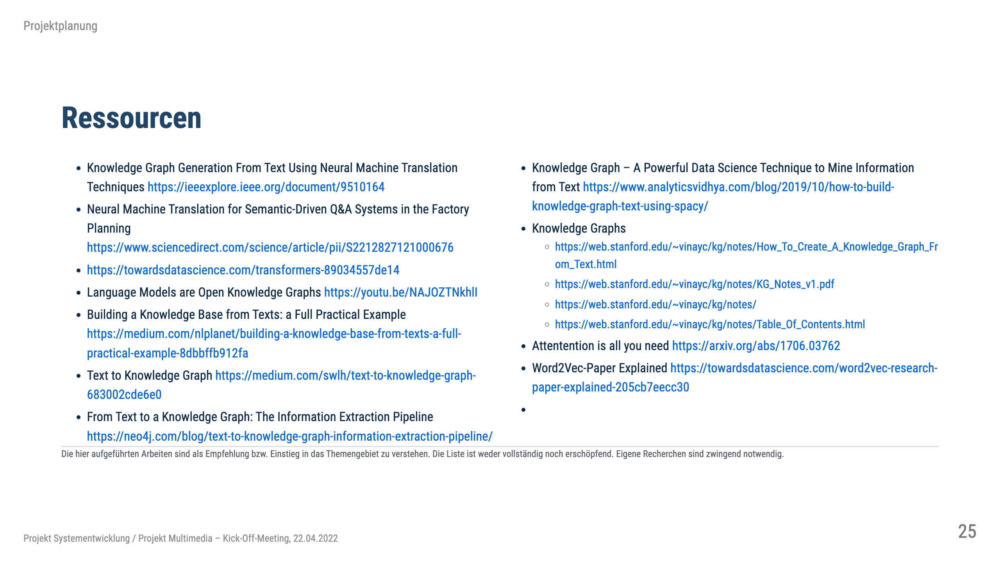 Projektplanung
Ressourcen
Knowledge Graph Generation From Text Using Neural Machine Translation
Techniques https://ieeexplore.ieee.org/document/9510164
Neural Machine Translation for Semantic-Driven Q&A Systems in the Factory
Planning
https://www.sciencedirect.com/science/article/pii/S2212827121000676
https://towardsdatascience.com/transformers-89034557de14
Language Models are Open Knowledge Graphs https://youtu.be/NAJOZTNkhlI
Building a Knowledge Base from Texts: a Full Practical Example
https://medium.com/nlplanet/building-a-knowledge-base-from-texts-a-full-
practical-example-8dbbffb912fa
Text to Knowledge Graph https://medium.com/swlh/text-to-knowledge-graph-
683002cde6e0
From Text to a Knowledge Graph: The Information Extraction Pipeline
https://neo4j.com/blog/text-to-knowledge-graph-information-extraction-pipeline/
Knowledge Graph – A Powerful Data Science Technique to Mine Information
from Text https://www.analyticsvidhya.com/blog/2019/10/how-to-build-
knowledge-graph-text-using-spacy/
Knowledge Graphs
https://web.stanford.edu/~vinayc/kg/notes/How_To_Create_A_Knowledge_Graph_Fr
om_Text.html
https://web.stanford.edu/~vinayc/kg/notes/KG_Notes_v1.pdf
https://web.stanford.edu/~vinayc/kg/notes/
https://web.stanford.edu/~vinayc/kg/notes/Table_Of_Contents.html
Attentention is all you need https://arxiv.org/abs/1706.03762
Word2Vec-Paper Explained https://towardsdatascience.com/word2vec-research-
paper-explained-205cb7eecc30
Die hier aufgeführten Arbeiten sind als Empfehlung bzw. Einstieg in das Themengebiet zu verstehen. Die Liste ist weder vollständig noch erschöpfend. Eigene Recherchen sind zwingend notwendig.
Projekt Systementwicklung / Projekt Multimedia – Kick-Off-Meeting, 22.04.2022
25